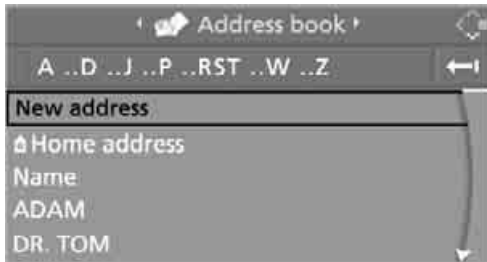 Address book
A ..D ..J ..P ..RST ..W ..Z
New address
Home address
Name
ADAM
DR. TOM